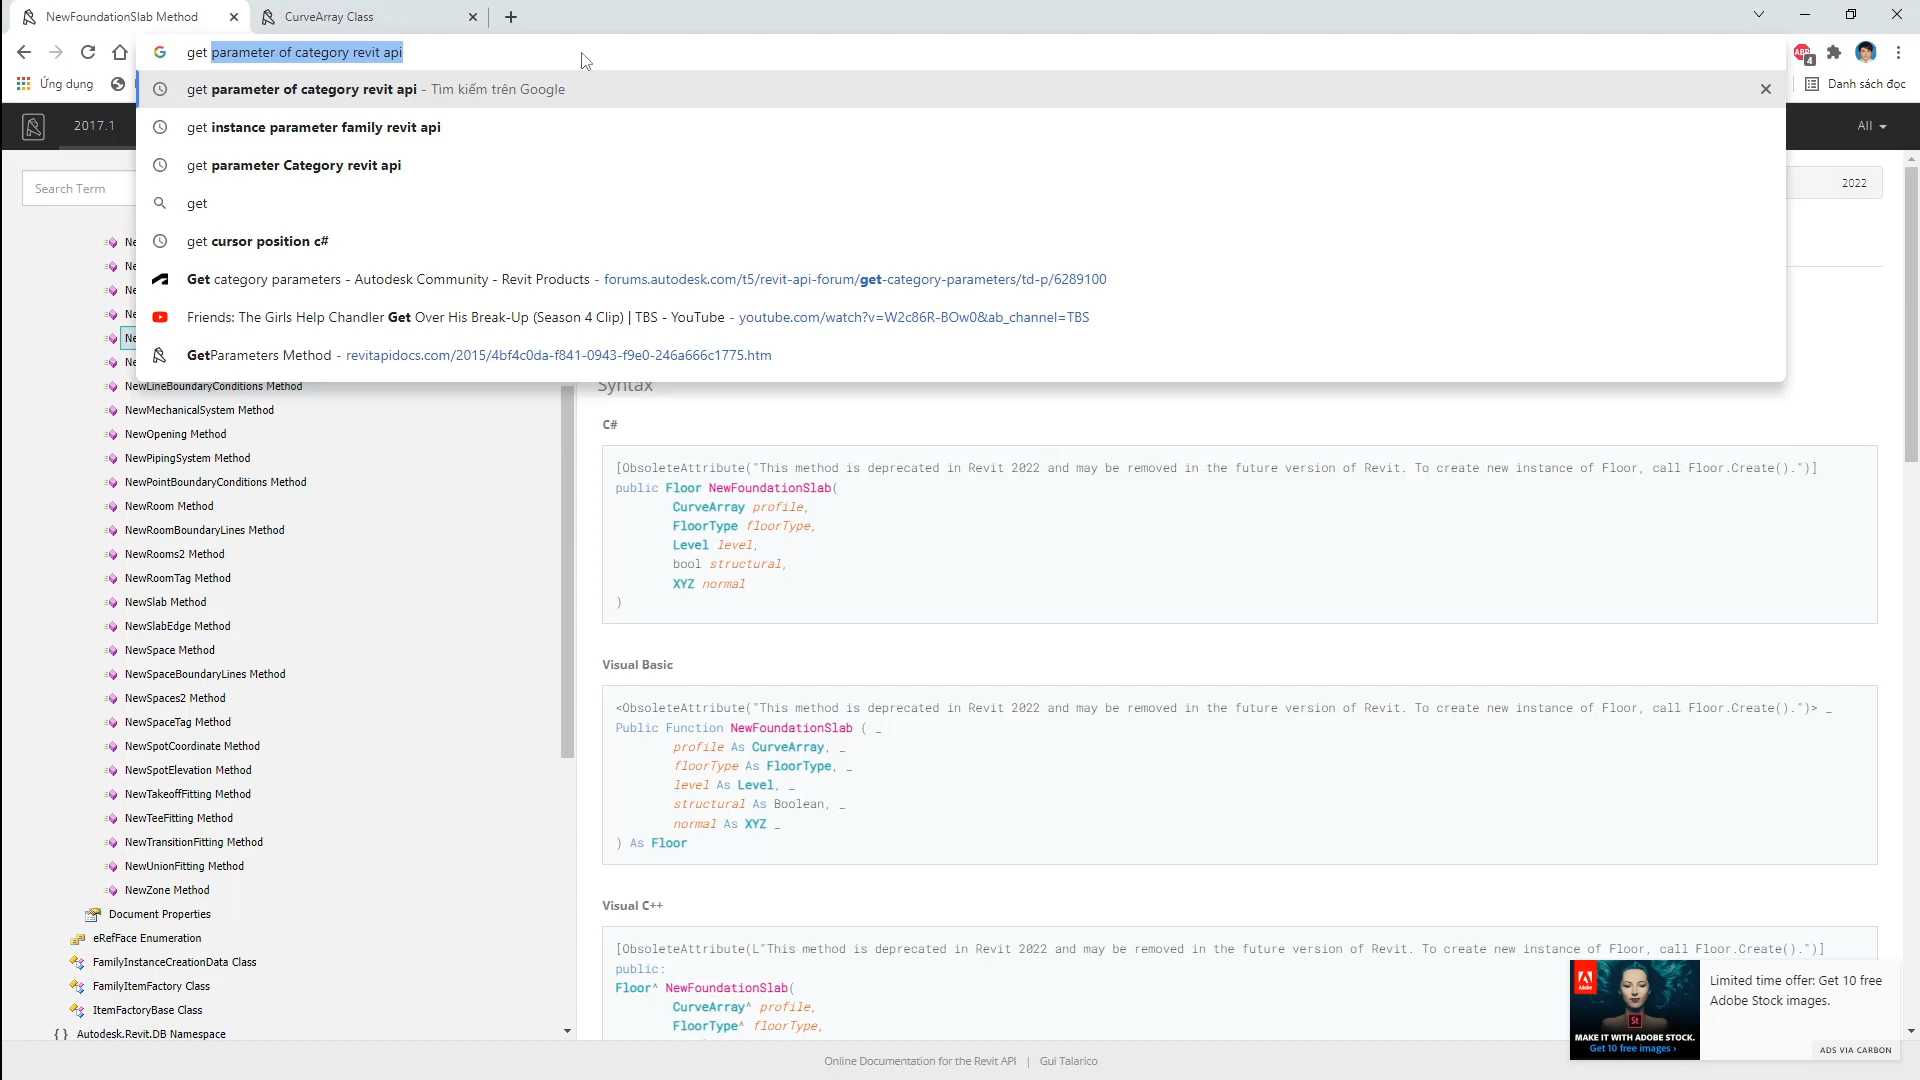 NewFoundationSlab Method
CurveArray Class
get parameter of category revit api
4
Ứng dụng
Danh sách đọc
get parameter of category revit api - Tìm kiếm trên Google
get instance parameter family revit api
get parameter Category revit api
get
get cursor position c#
Get category parameters - Autodesk Community - Revit Products - forums.autodesk.com/t5/revit-api-forum/get-category-parameters/td-p/6289100
Friends: The Girls Help Chandler Get Over His Break-Up (Season 4 Clip) | TBS - YouTube - youtube.com/watch?v=W2c86R-BOw0&ab_channel=TBS
GetParameters Method - revitapidocs.com/2015/4bf4c0da-f841-0943-f9e0-246a666c1775.htm
2017.1
All
Search Term
2022
Ne
Ne
Ne
Ne
Ne
Ne
NewLineBoundaryConditions Method
NewMechanicalSystem Method
NewOpening Method
NewPipingSystem Method
NewPointBoundaryConditions Method
NewRoom Method
NewRoomBoundaryLines Method
NewRooms2 Method
NewRoomTag Method
NewSlab Method
NewSlabEdge Method
NewSpace Method
NewSpaceBoundaryLines Method
NewSpaces2 Method
NewSpaceTag Method
NewSpotCoordinate Method
NewSpotElevation Method
NewTakeoffFitting Method
NewTeeFitting Method
NewTransitionFitting Method
NewUnionFitting Method
NewZone Method
Document Properties
eRefFace Enumeration
FamilyInstanceCreationData Class
FamilyItemFactory Class
ItemFactoryBase Class
{ } Autodesk.Revit.DB Namespace
Syntax
C#
[ObsoleteAttribute("This method is deprecated in Revit 2022 and may be removed in the future version of Revit. To create new instance of Floor, call Floor.Create().")]
public Floor NewFoundationSlab(
CurveArray profile,
FloorType floorType,
Level level,
bool structural,
XYZ normal
)
Visual Basic
<ObsoleteAttribute("This method is deprecated in Revit 2022 and may be removed in the future version of Revit. To create new instance of Floor, call Floor.Create().")> _
Public Function NewFoundationSlab ( _
profile As CurveArray, _
floorType As FloorType, _
level As Level, _
structural As Boolean, _
normal As XYZ _
) As Floor
Visual C++
[ObsoleteAttribute(L"This method is deprecated in Revit 2022 and may be removed in the future version of Revit. To create new instance of Floor, call Floor.Create().")]
public:
Floor^ NewFoundationSlab(
CurveArray^ profile,
FloorType^ floorType,
Adobe
St
MAKE IT WITH ADOBE STOCK.
Get 10 free images ›
Limited time offer: Get 10 free
Adobe Stock images.
ADS VIA CARBON
Online Documentation for the Revit API | Gui Talarico